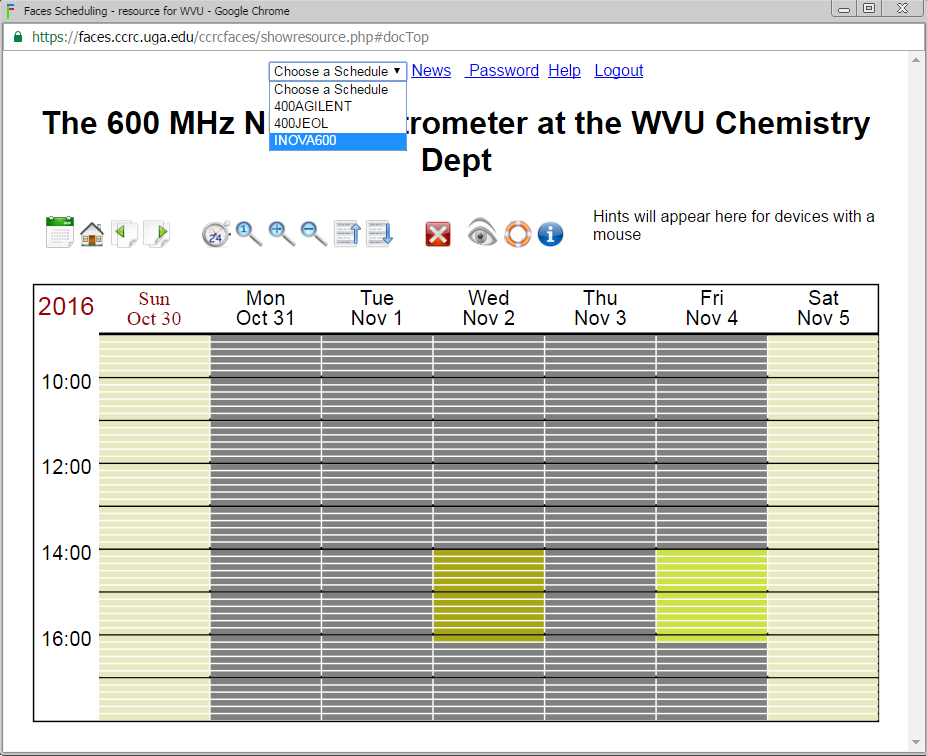 Faces Scheduling - resource for WVU - Google Chrome
https://faces.ccrc.uga.edu/ccrcfaces/showresource.php#docTop
Choose a Schedule ▼ News Password Help Logout
Choose a Schedule
400AGILENT
400JEOL
INOVA600
The 600 MHz N trometer at the WVU Chemistry
Dept
24
1
Hints will appear here for devices with a
mouse
2016
Sun Mon Tue Wed Thu Fri Sat
Oct 30 Oct 31 Nov 1 Nov 2 Nov 3 Nov 4 Nov 5
10:00
12:00
14:00
16:00